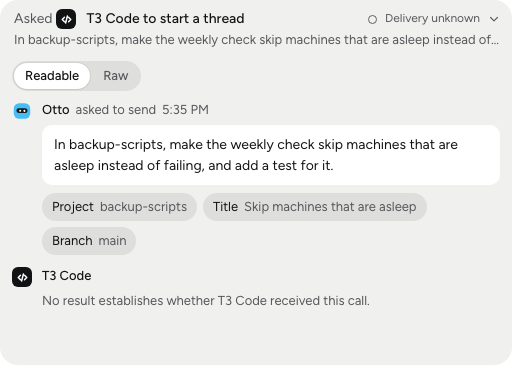 Asked T3 Code to start a thread Delivery unknown
In backup-scripts, make the weekly check Skip machines that are asleep instead of...
Readable Raw
Otto asked to send 5:35 PM
In backup-scripts, make the weekly check skip machines that are
asleep instead of failing, and add a test for it.
Project backup-scripts Title Skip machines that are asleep
Branch main
T3 Code
No result establishes whether T3 Code received this call.